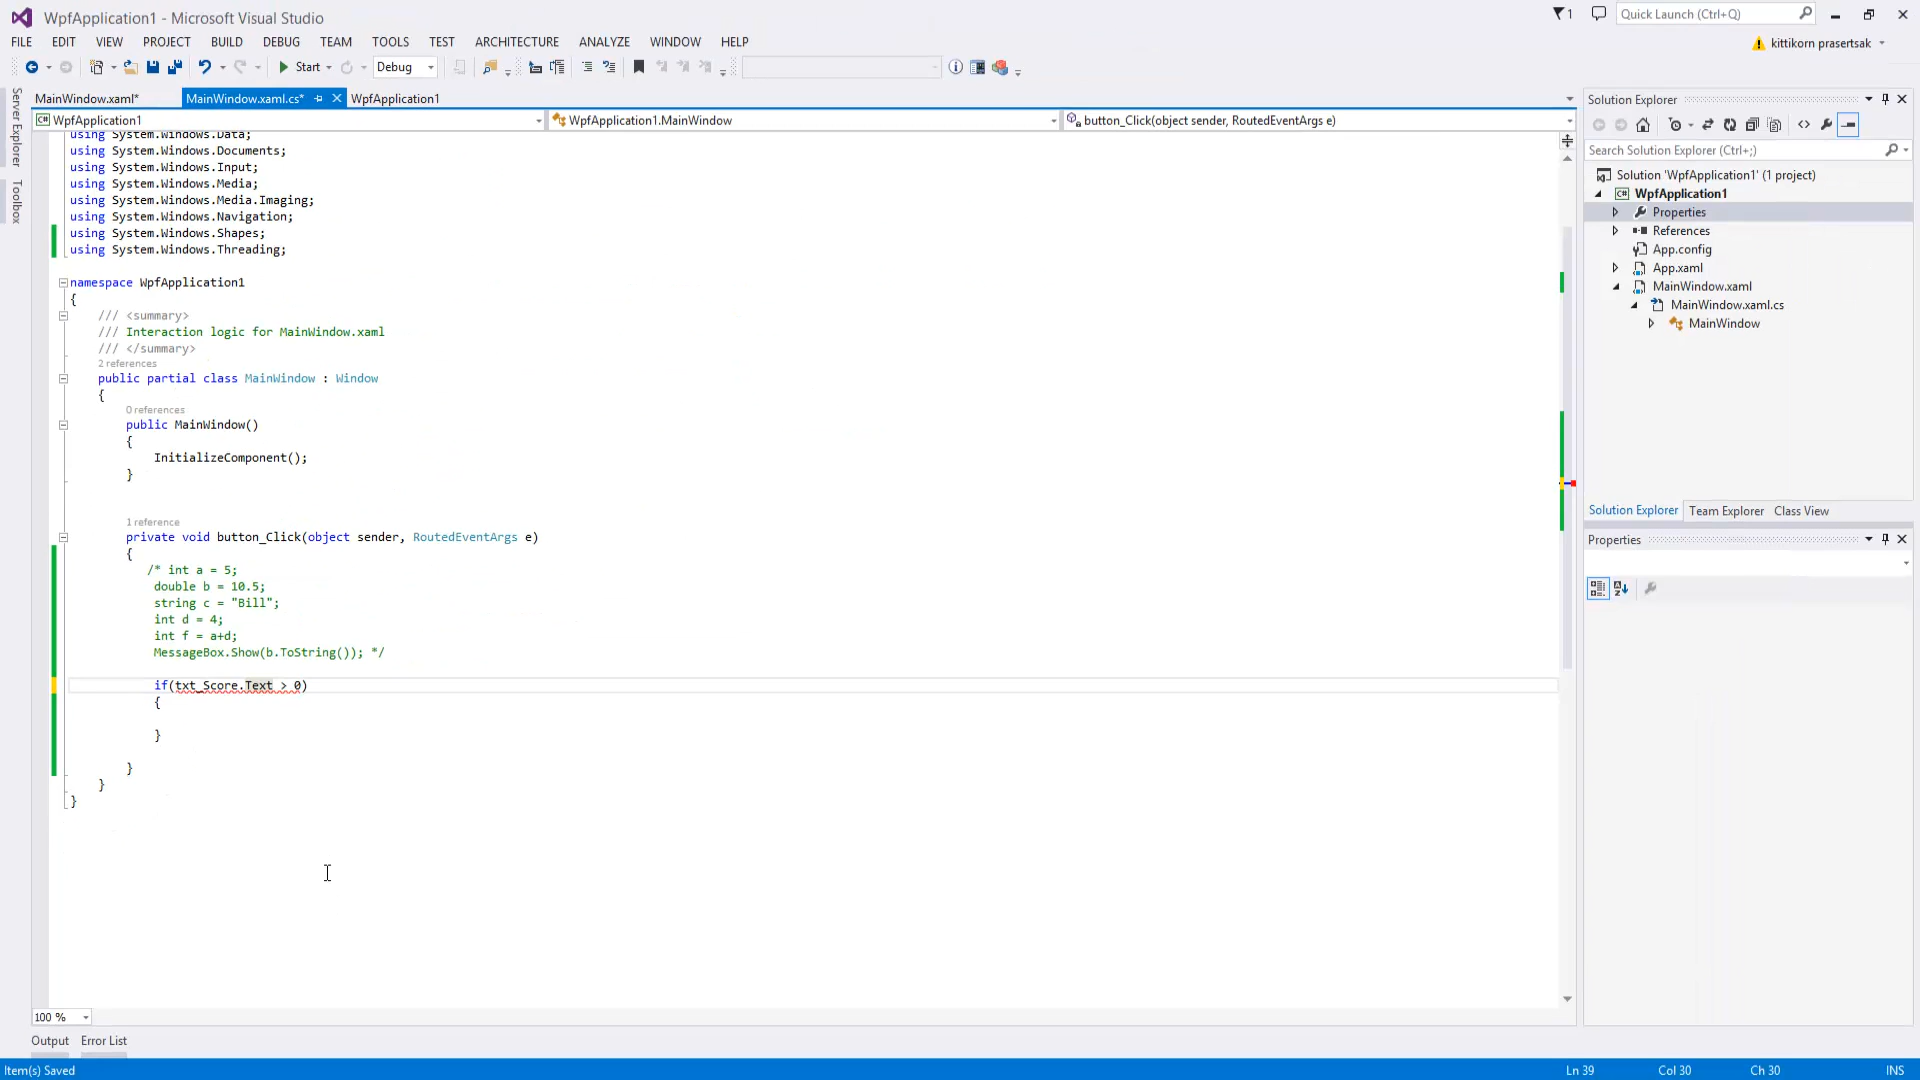 WpfApplication1 - Microsoft Visual Studio
1
Quick Launch (Ctrl+Q)
FILE EDIT VIEW PROJECT BUILD DEBUG TEAM TOOLS TEST ARCHITECTURE ANALYZE WINDOW HELP
kittikorn prasertsak
Start Debug
MainWindow.xaml* MainWindow.xaml.cs* WpfApplication1
WpfApplication1 WpfApplication1.MainWindow button_Click(object sender, RoutedEventArgs e)
Server Explorer
Toolbox
using System.Windows.Data;
using System.Windows.Documents;
using System.Windows.Input;
using System.Windows.Media;
using System.Windows.Media.Imaging;
using System.Windows.Navigation;
using System.Windows.Shapes;
using System.Windows.Threading;
namespace WpfApplication1
{
/// <summary>
/// Interaction logic for MainWindow.xaml
/// </summary>
2 references
public partial class MainWindow : Window
{
0 references
public MainWindow()
{
InitializeComponent();
}
1 reference
private void button_Click(object sender, RoutedEventArgs e)
{
/* int a = 5;
double b = 10.5;
string c = "Bill";
int d = 4;
int f = a+d;
MessageBox.Show(b.ToString()); */
if(txt_Score.Text > 0)
{
}
}
}
}
100 %
Output Error List
Item(s) Saved
Ln 39 Col 30 Ch 30 INS
Solution Explorer
Search Solution Explorer (Ctrl+;)
Solution 'WpfApplication1' (1 project)
WpfApplication1
Properties
References
App.config
App.xaml
MainWindow.xaml
MainWindow.xaml.cs
MainWindow
Solution Explorer Team Explorer Class View
Properties